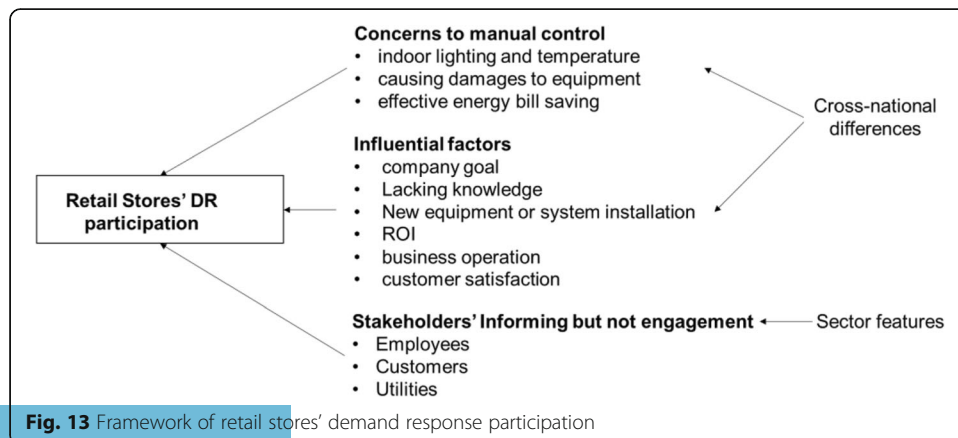 Concerns to manual control
• indoor lighting and temperature
• causing damages to equipment
• effective energy bill saving
Cross-national
differences
Influential factors
• company goal
• Lacking knowledge
• New equipment or system installation
• ROI
• business operation
• customer satisfaction
Retail Stores' DR
participation
Stakeholders' Informing but not engagement
• Employees
• Customers
• Utilities
Sector features
Fig. 13 Framework of retail stores' demand response participation